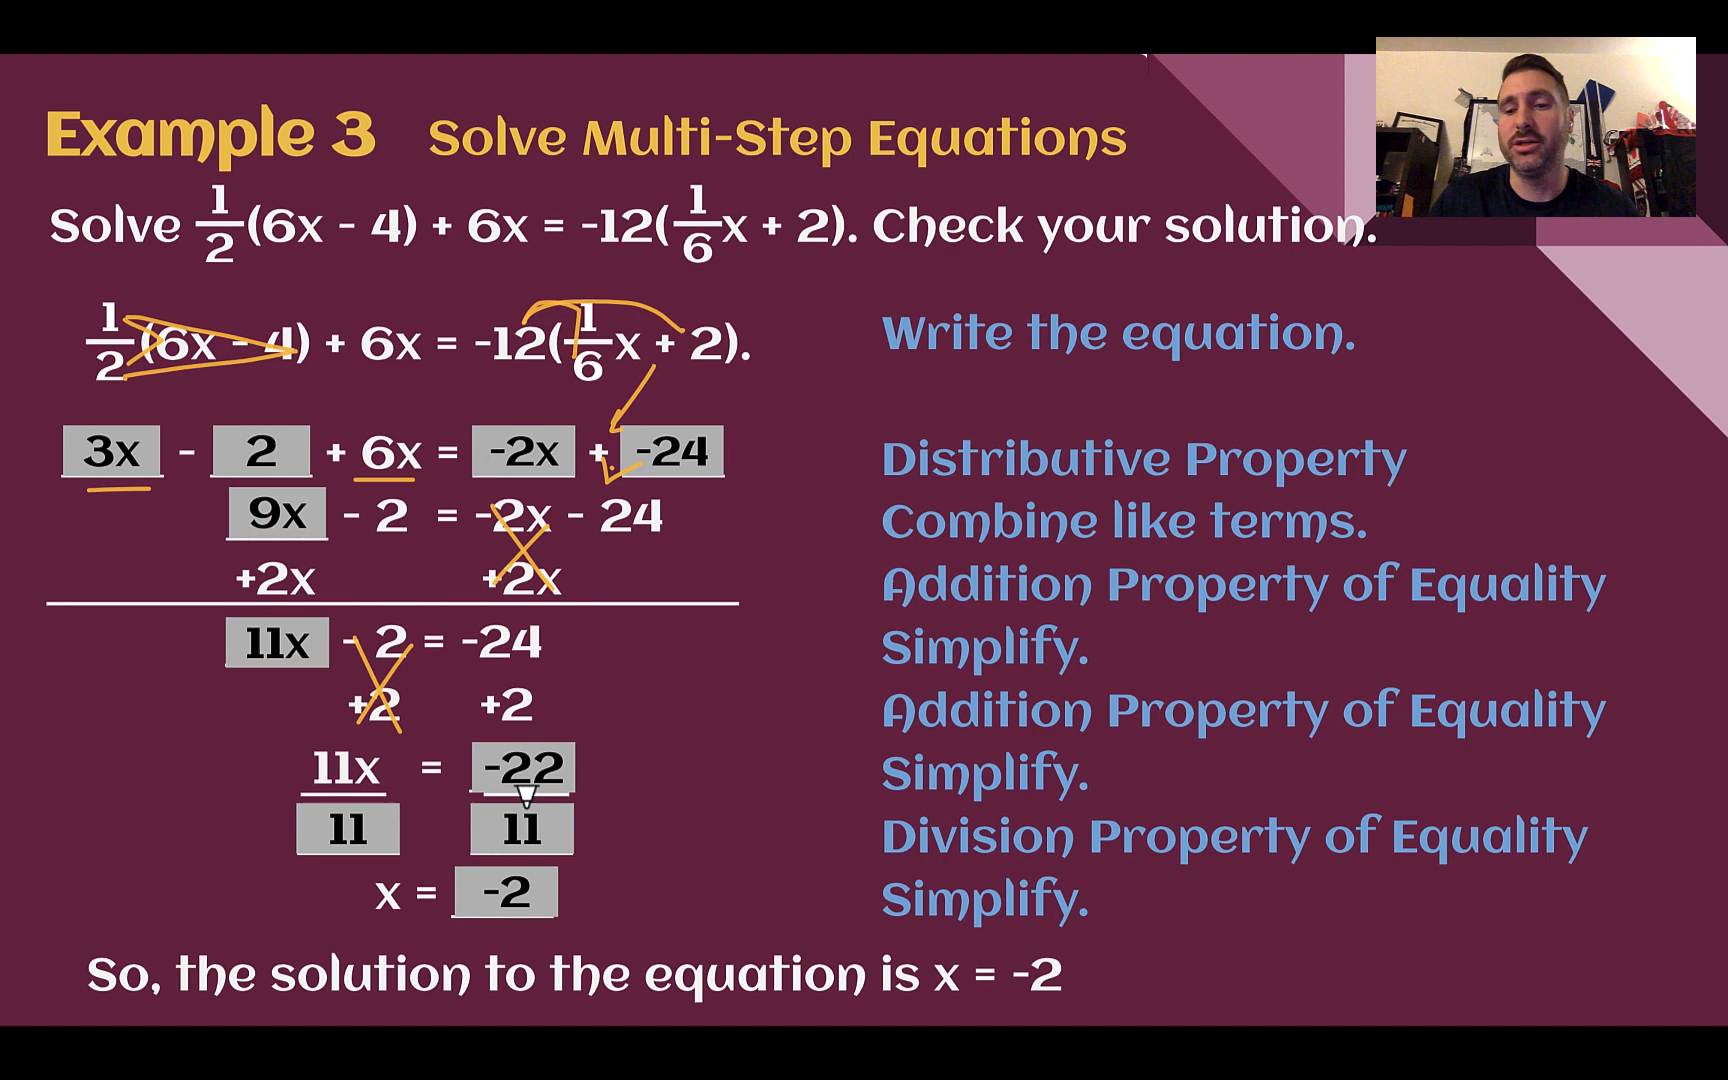 Example 3 Solve Multi-Step Equations
Solve 1/2(6x - 4) + 6x = -12(1/6x + 2). Check your solution.
1/2(6x - 4) + 6x = -12(1/6x + 2). Write the equation.
3x - 2 + 6x = -2x + -24 Distributive Property
9x - 2 = -2x - 24 Combine like terms.
+2x +2x Addition Property of Equality
11x - 2 = -24 Simplify.
+2 +2 Addition Property of Equality
11x = -22 Simplify.
11 11 Division Property of Equality
x = -2 Simplify.
So, the solution to the equation is x = -2